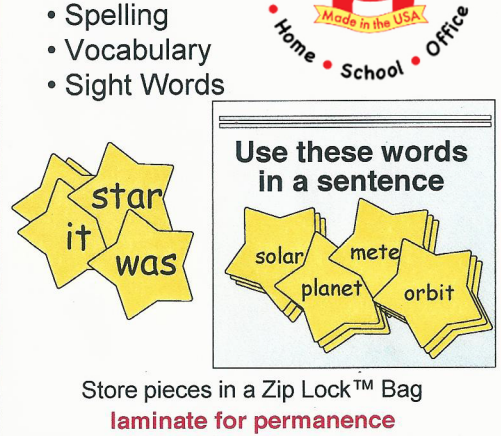 • Spelling
• Vocabulary
• Sight Words
Made in the USA
Home • School • Office
Use these words
in a sentence
star
it
was
solar
mete
planet
orbit
Store pieces in a Zip Lock™ Bag
laminate for permanence